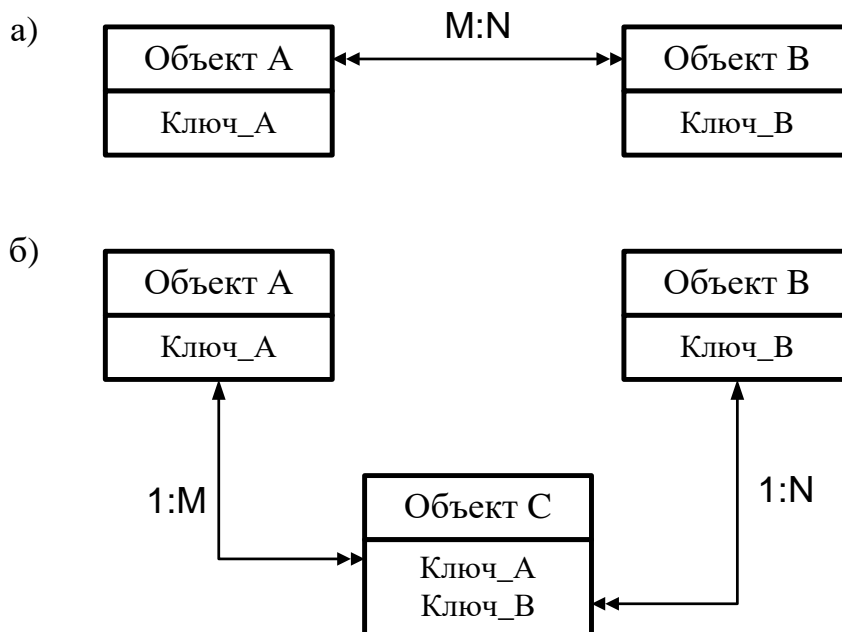 а)
M:N
Объект А
Объект В
Ключ_А
Ключ_В
б)
Объект А
Объект В
Ключ_А
Ключ_В
1:M
1:N
Объект С
Ключ_А
Ключ_В